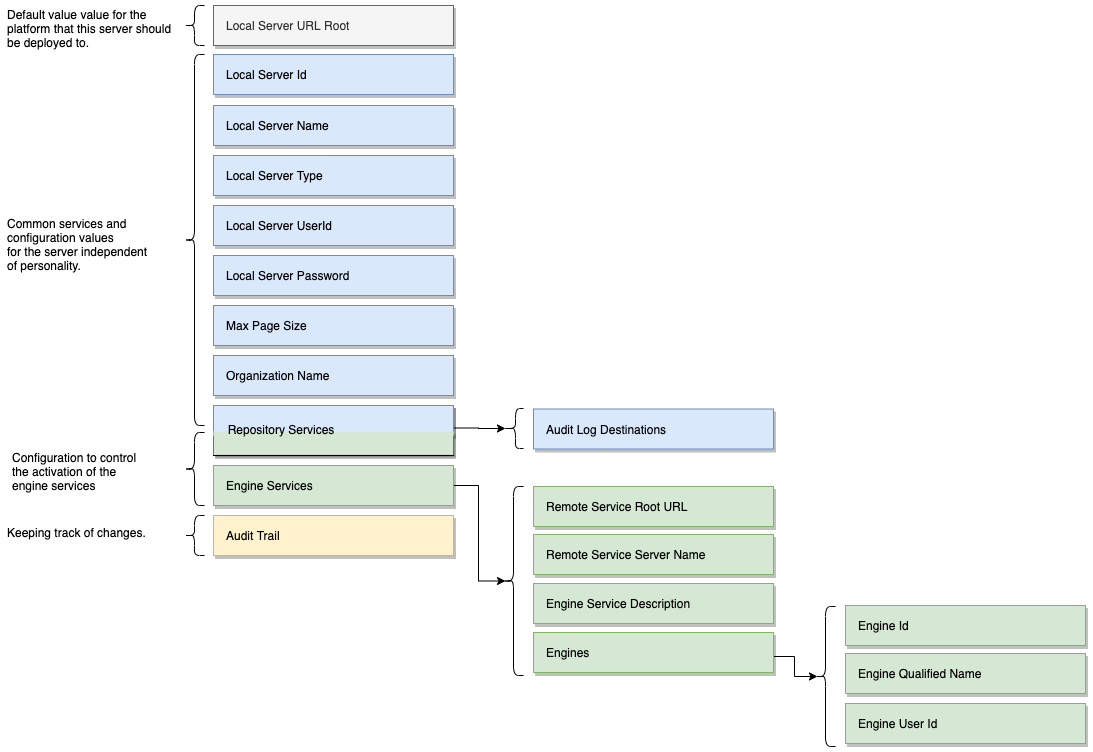 Default value value for the
platform that this server should
be deployed to.
Local Server URL Root
Local Server Id
Local Server Name
Local Server Type
Common services and
configuration values
for the server independent
of personality.
Local Server UserId
Local Server Password
Max Page Size
Organization Name
Repository Services
Audit Log Destinations
Configuration to control
the activation of the
engine services
Engine Services
Keeping track of changes.
Audit Trail
Remote Service Root URL
Remote Service Server Name
Engine Service Description
Engines
Engine Id
Engine Qualified Name
Engine User Id